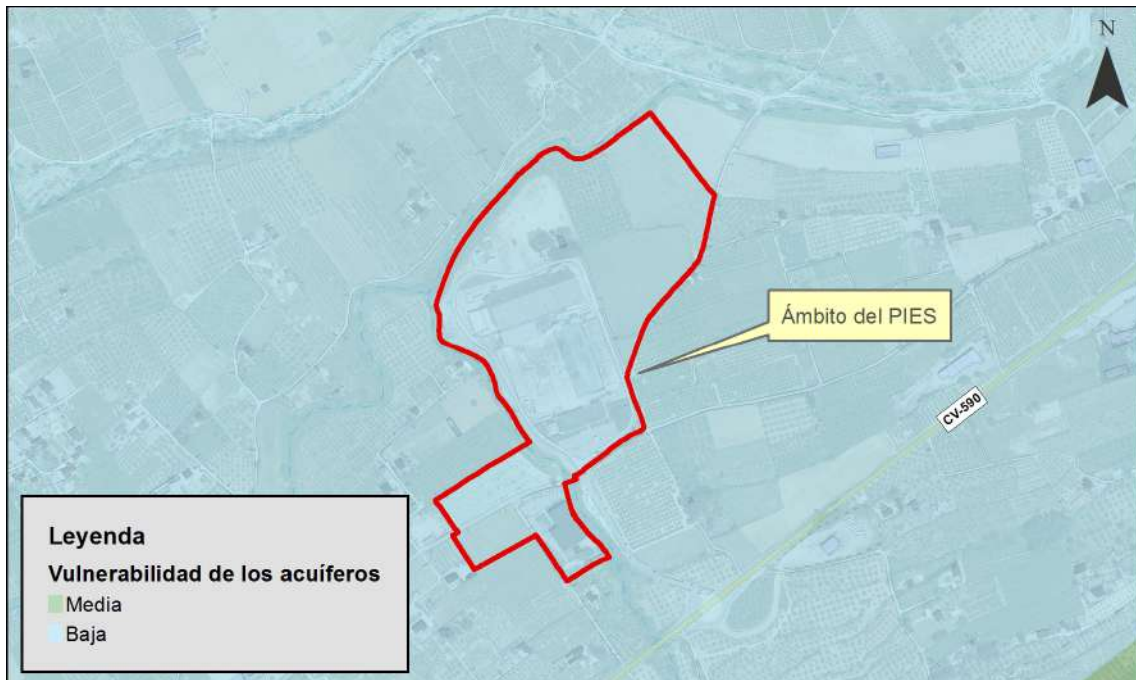 N
Ámbito del PIES
CV-590
Leyenda
Vulnerabilidad de los acuíferos
Media
Baja